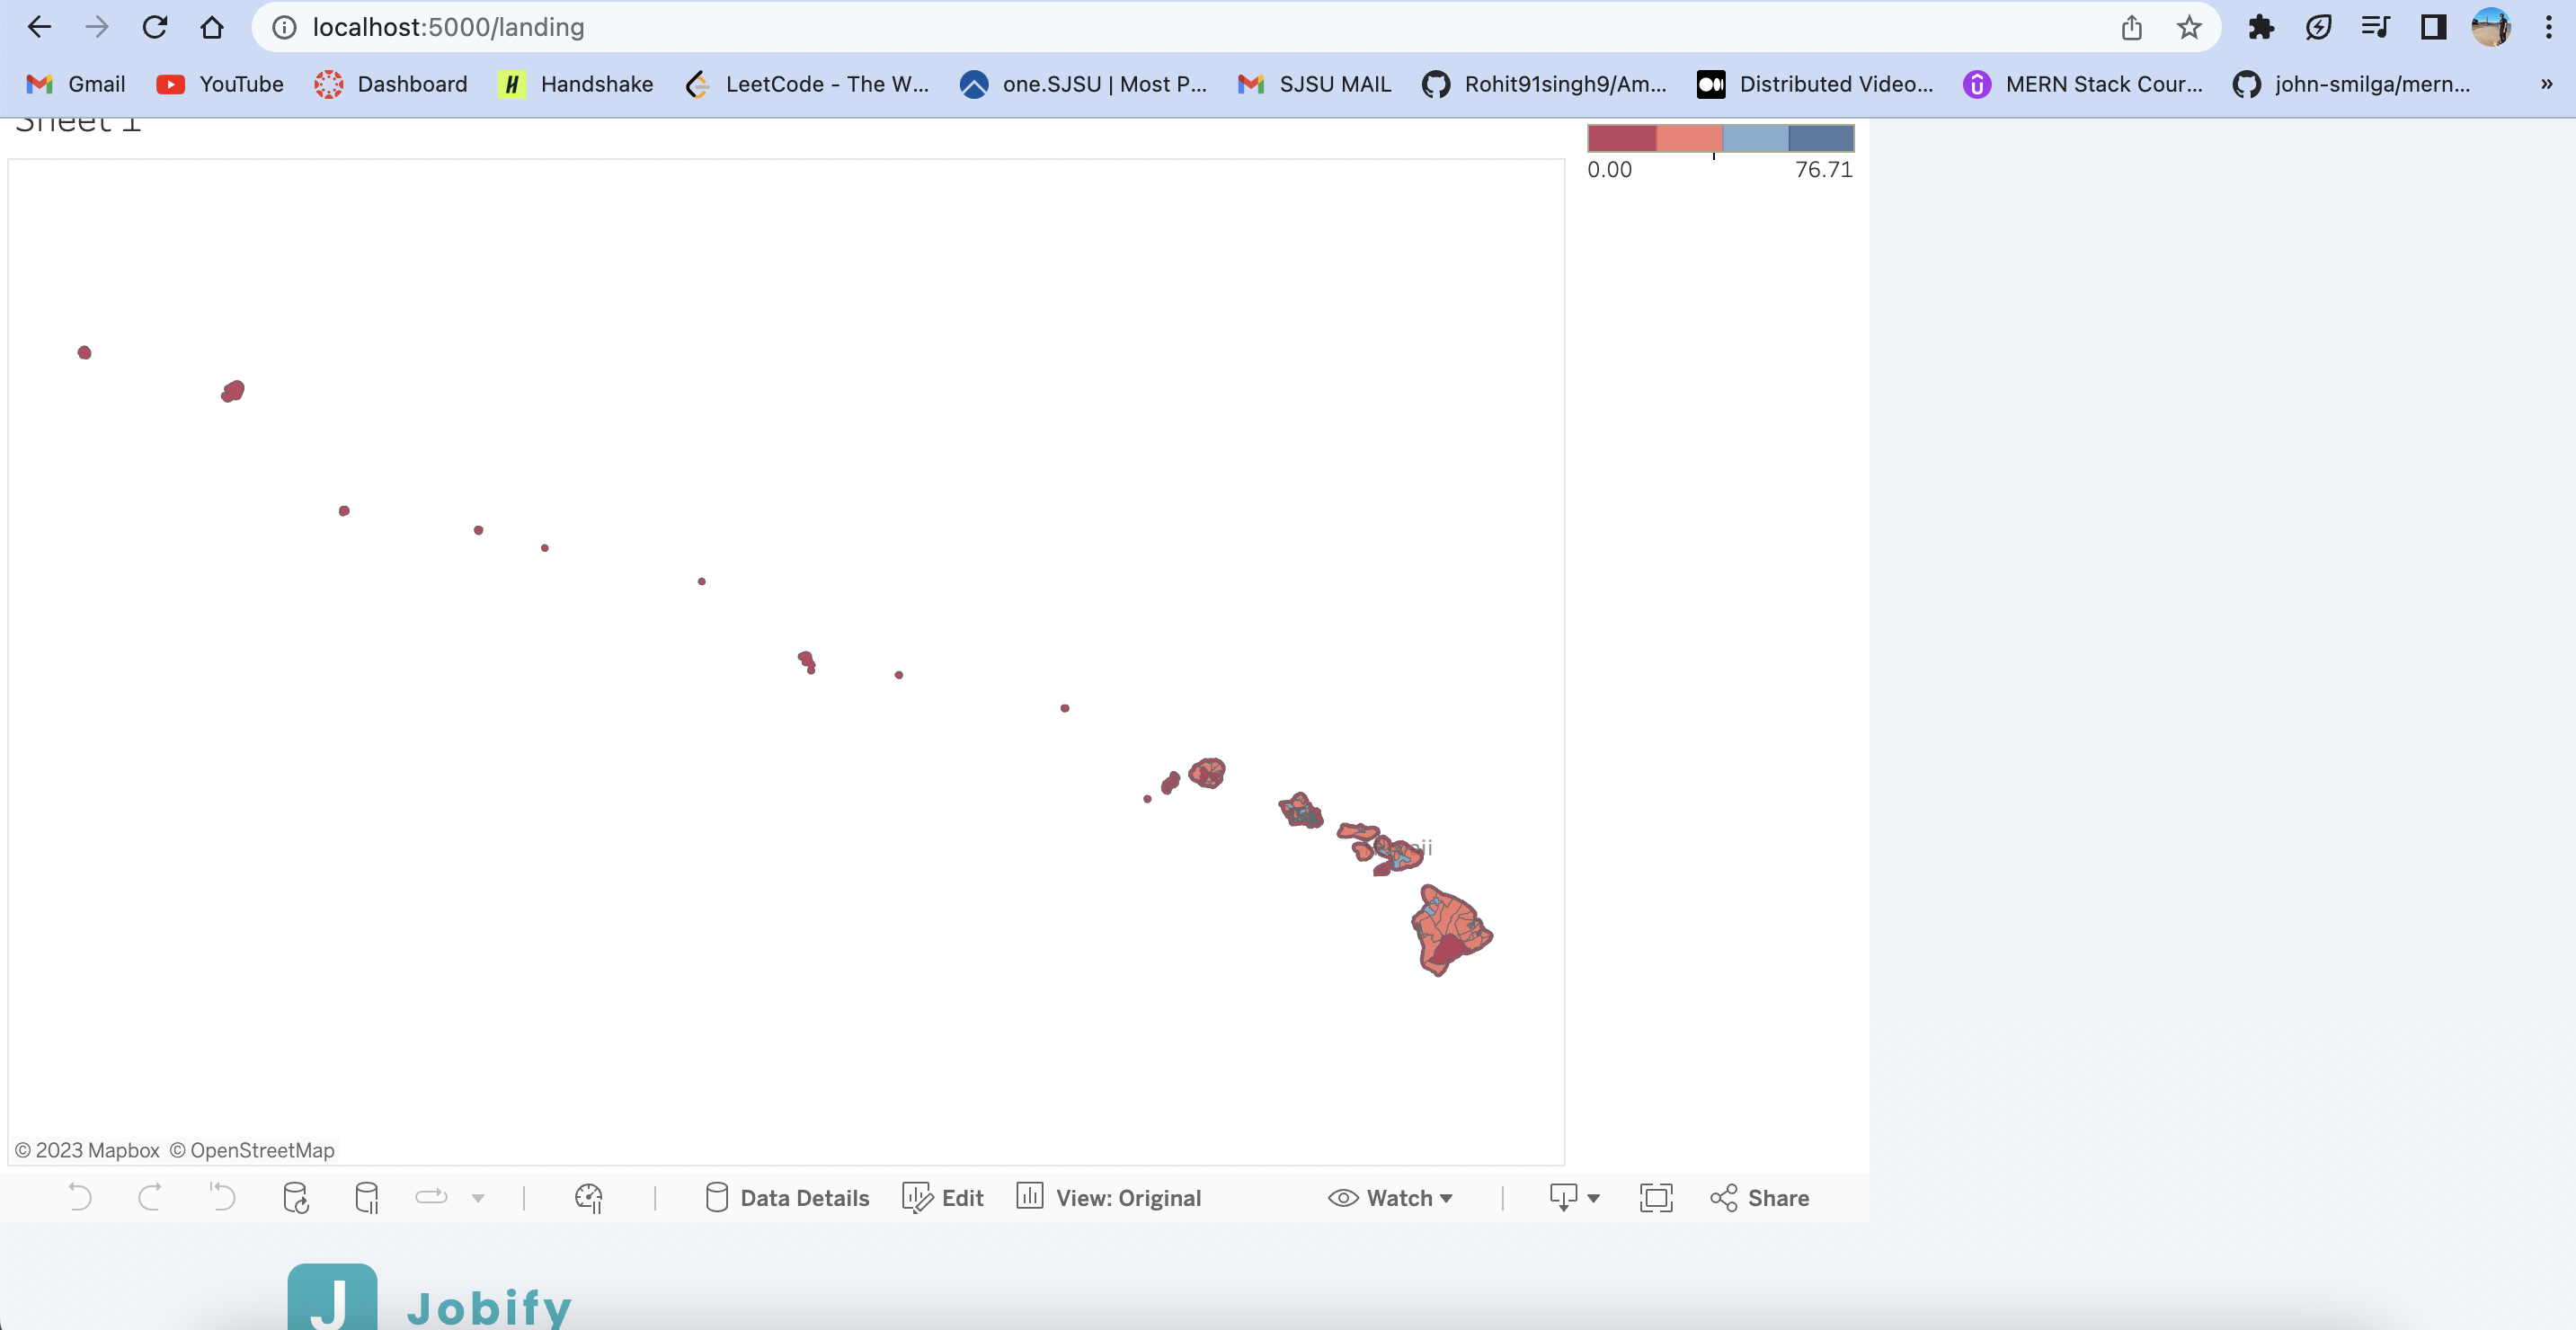 localhost:5000/landing
Gmail YouTube Dashboard Handshake LeetCode - The W... one.SJSU | Most P... SJSU MAIL Rohit91singh9/Am... Distributed Video... MERN Stack Cour... john-smilga/mern... »
Sheet 1
0.00 76.71
© 2023 Mapbox © OpenStreetMap
Data Details Edit View: Original Watch Share
J Jobify